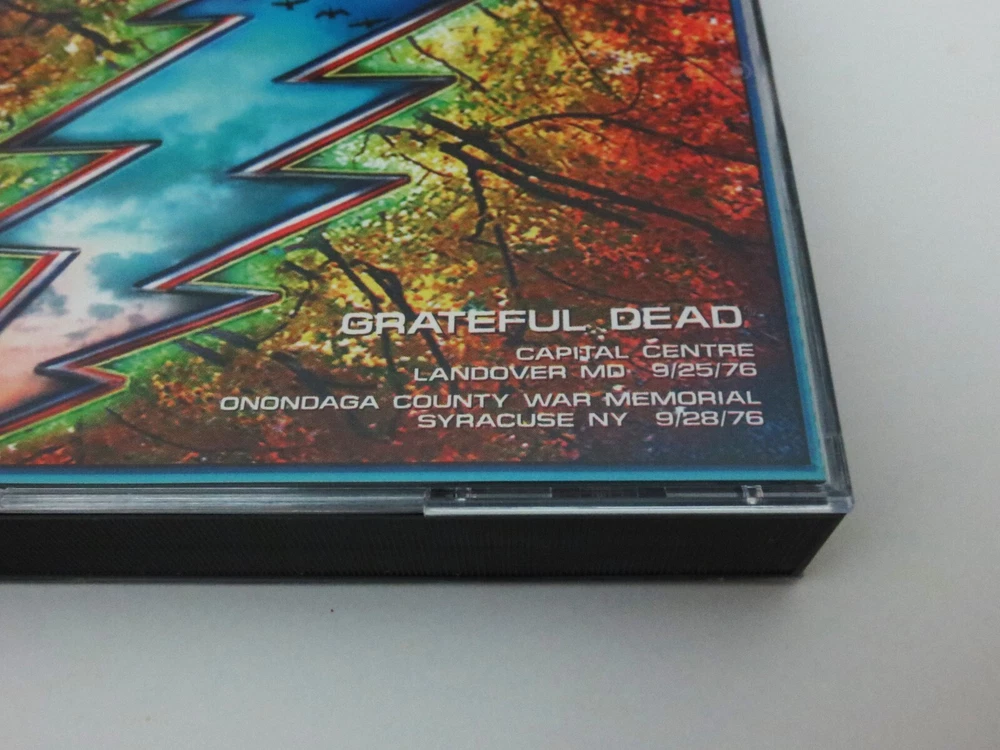 GRATEFUL DEAD
CAPITAL CENTRE
LANDOVER MD 9/25/76
ONONDAGA COUNTY WAR MEMORIAL
SYRACUSE NY 9/28/76